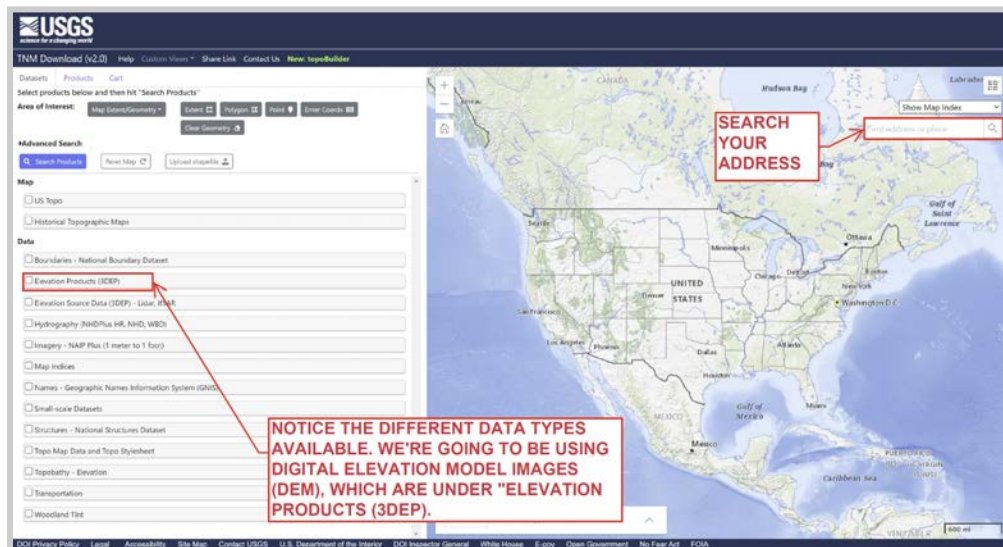 USGS
science for a changing world
TNM Download (v2.0) Help Custom Views Share Link Contact Us New: topoBuilder
Datasets Products Cart
Select products below and then hit "Search Products"
Area of Interest: Map Extent/Geometry Extent Polygon Point Enter Coords
Clear Geometry
Advanced Search
Search Products Reset Map Upload shapefile
Map
US Topo
Historical Topographic Maps
Data
Boundaries - National Boundary Dataset
Elevation Products (3DEP)
Elevation Source Data (3DEP) - Lidar, IfSAR
Hydrography (NHDPlus HR, NHD, WBD)
Imagery - NAIP Plus (1 meter to 1 foot)
Map Indices
Names - Geographic Names Information System (GNIS)
Small-scale Datasets
Structures - National Structures Dataset
Topo Map Data and Topo Stylesheet
Topobathy - Elevation
Transportation
Woodland Tint
NOTICE THE DIFFERENT DATA TYPES
AVAILABLE. WE'RE GOING TO BE USING
DIGITAL ELEVATION MODEL IMAGES
(DEM), WHICH ARE UNDER "ELEVATION
PRODUCTS (3DEP).
SEARCH
YOUR
ADDRESS
Show Map Index
Find address or place
CANADA
Hudson Bay
Labrador
Bay
Gulf of
Saint
Lawrence
Seattle
Ottawa
Minneapolis
Boston
Chicago
Detroit
New York
UNITED
STATES
Denver
Washington D.C.
San Francisco
Los Angeles
Phoenix
Atlanta
Dallas
Houston
Gulf of
Mexico
Miami
MEXICO
México
PUERTO RICO
Caribbean Sea
VENEZUELA
600 mi
DOI Privacy Policy Legal Accessibility Site Map Contact USGS U.S. Department of the Interior DOI Inspector General White House E-gov Open Government No Fear Act FOIA